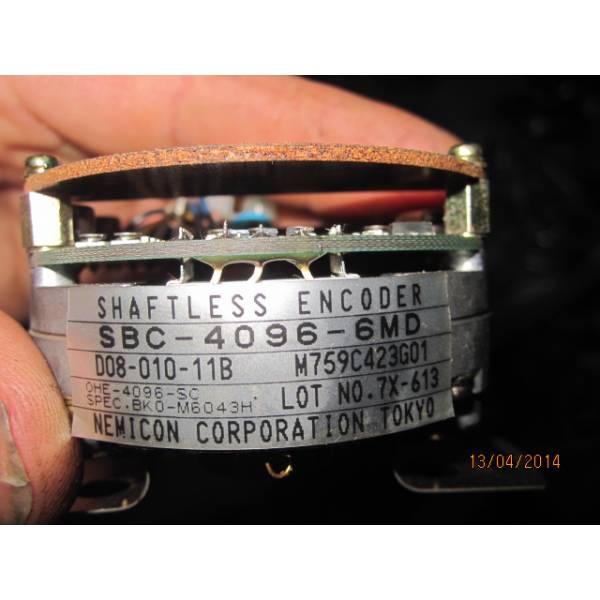 SHAFTLESS ENCODER
SBC-4096-6MD
D08-010-11B M759C423G01
OHE-4096-SC
SPEC.BKO-M6043H* LOT NO.7X-613
NEMICON CORPORATION TOKYO
13/04/2014